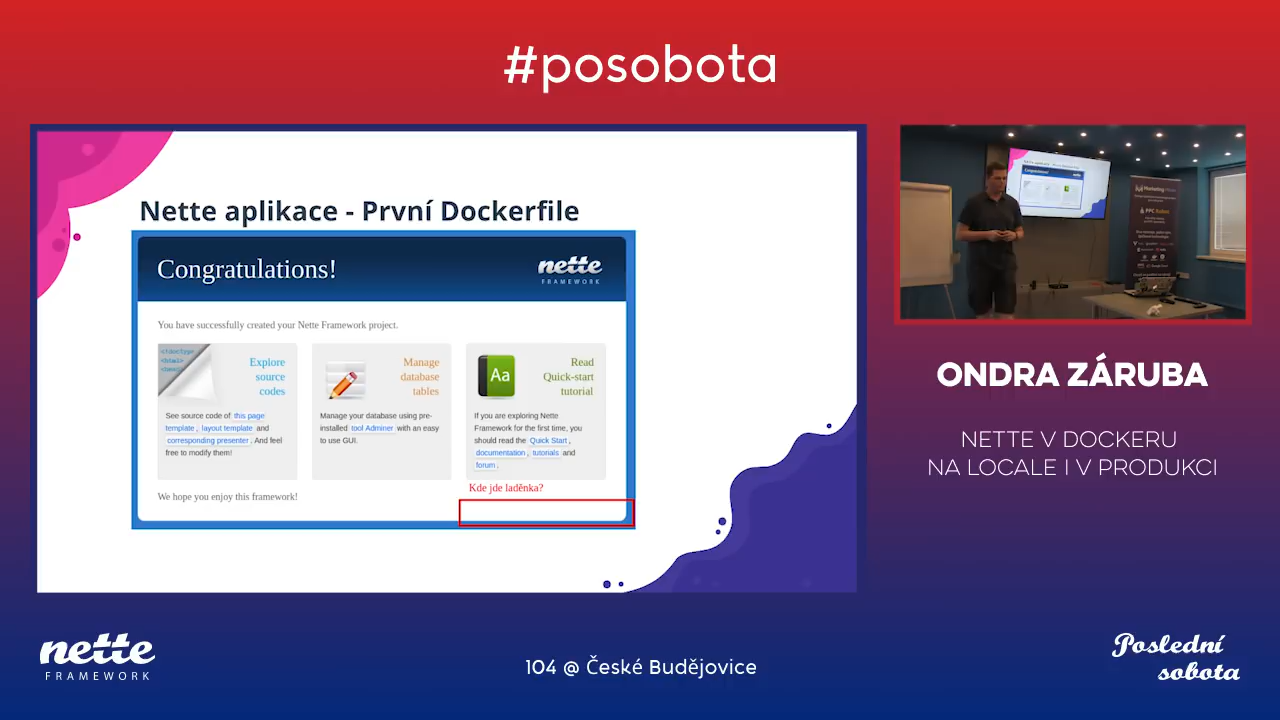 #posobota
Nette aplikace - První Dockerfile
Congratulations!
nette
FRAMEWORK
You have successfully created your Nette Framework project.
Explore
source
codes
See source code of this page
template, layout template and
corresponding presenter. And feel
free to modify them!
Manage
database
tables
Manage your database using pre-
installed tool Adminer with an easy
to use GUI.
Read
Quick-start
tutorial
If you are exploring Nette
Framework for the first time, you
should read the Quick Start,
documentation, tutorials and
forum.
Kde jde laděnka?
We hope you enjoy this framework!
ONDRA ZÁRUBA
NETTE V DOCKERU
NA LOCALE I V PRODUKCI
nette
FRAMEWORK
104 @ České Budějovice
Poslední
sobota